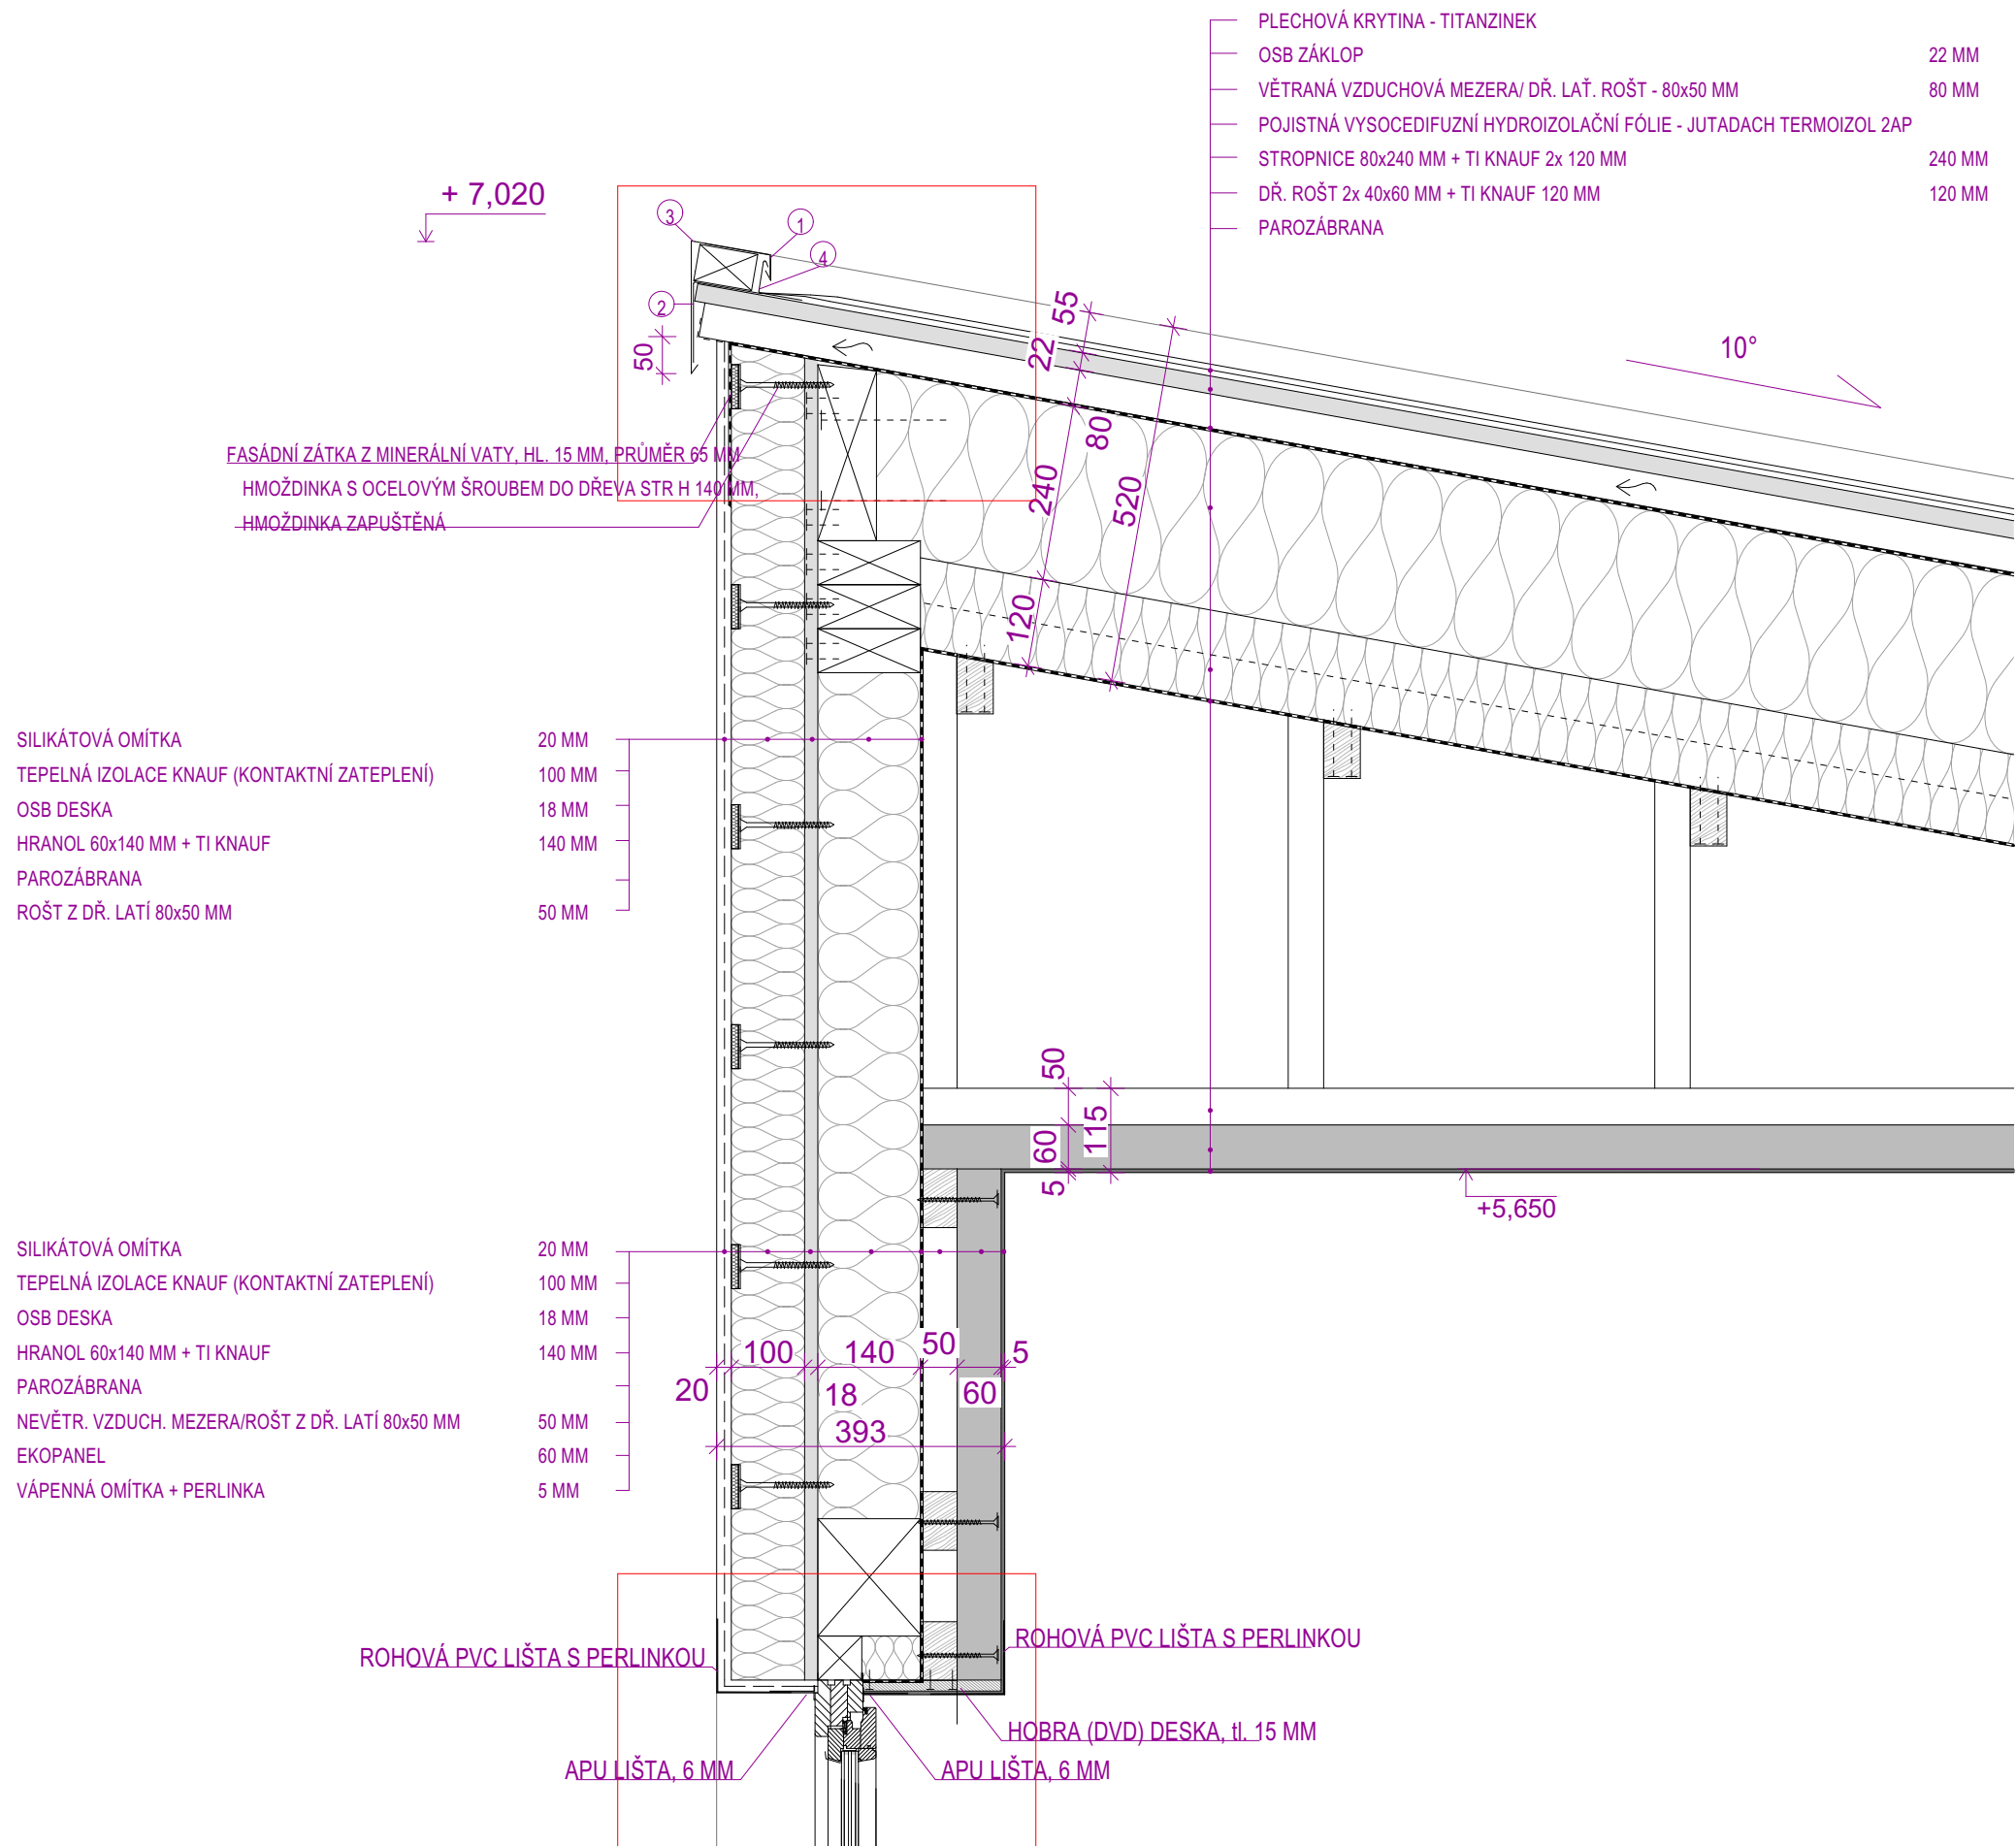 PLECHOVÁ KRYTINA - TITANZINEK
OSB ZÁKLOP 22 MM
VĚTRANÁ VZDUCHOVÁ MEZERA/ DŘ. LAŤ. ROŠT - 80x50 MM 80 MM
POJISTNÁ VYSOCEDIFUZNÍ HYDROIZOLAČNÍ FÓLIE - JUTADACH TERMOIZOL 2AP
STROPNICE 80x240 MM + TI KNAUF 2x 120 MM 240 MM
DŘ. ROŠT 2x 40x60 MM + TI KNAUF 120 MM 120 MM
PAROZÁBRANA
+ 7,020
3
1
4
2
50
55
22
80
240
520
120
10°
FASÁDNÍ ZÁTKA Z MINERÁLNÍ VATY, HL. 15 MM, PRŮMĚR 65 MM
HMOŽDINKA S OCELOVÝM ŠROUBEM DO DŘEVA STR H 140 MM,
HMOŽDINKA ZAPUŠTĚNÁ
SILIKÁTOVÁ OMÍTKA 20 MM
TEPELNÁ IZOLACE KNAUF (KONTAKTNÍ ZATEPLENÍ) 100 MM
OSB DESKA 18 MM
HRANOL 60x140 MM + TI KNAUF 140 MM
PAROZÁBRANA
ROŠT Z DŘ. LATÍ 80x50 MM 50 MM
50
60
115
5
+5,650
SILIKÁTOVÁ OMÍTKA 20 MM
TEPELNÁ IZOLACE KNAUF (KONTAKTNÍ ZATEPLENÍ) 100 MM
OSB DESKA 18 MM
HRANOL 60x140 MM + TI KNAUF 140 MM
PAROZÁBRANA
NEVĚTR. VZDUCH. MEZERA/ROŠT Z DŘ. LATÍ 80x50 MM 50 MM
EKOPANEL 60 MM
VÁPENNÁ OMÍTKA + PERLINKA 5 MM
100 140 50 5
20 18 60
393
ROHOVÁ PVC LIŠTA S PERLINKOU
ROHOVÁ PVC LIŠTA S PERLINKOU
HOBRA (DVD) DESKA, tl. 15 MM
APU LIŠTA, 6 MM
APU LIŠTA, 6 MM